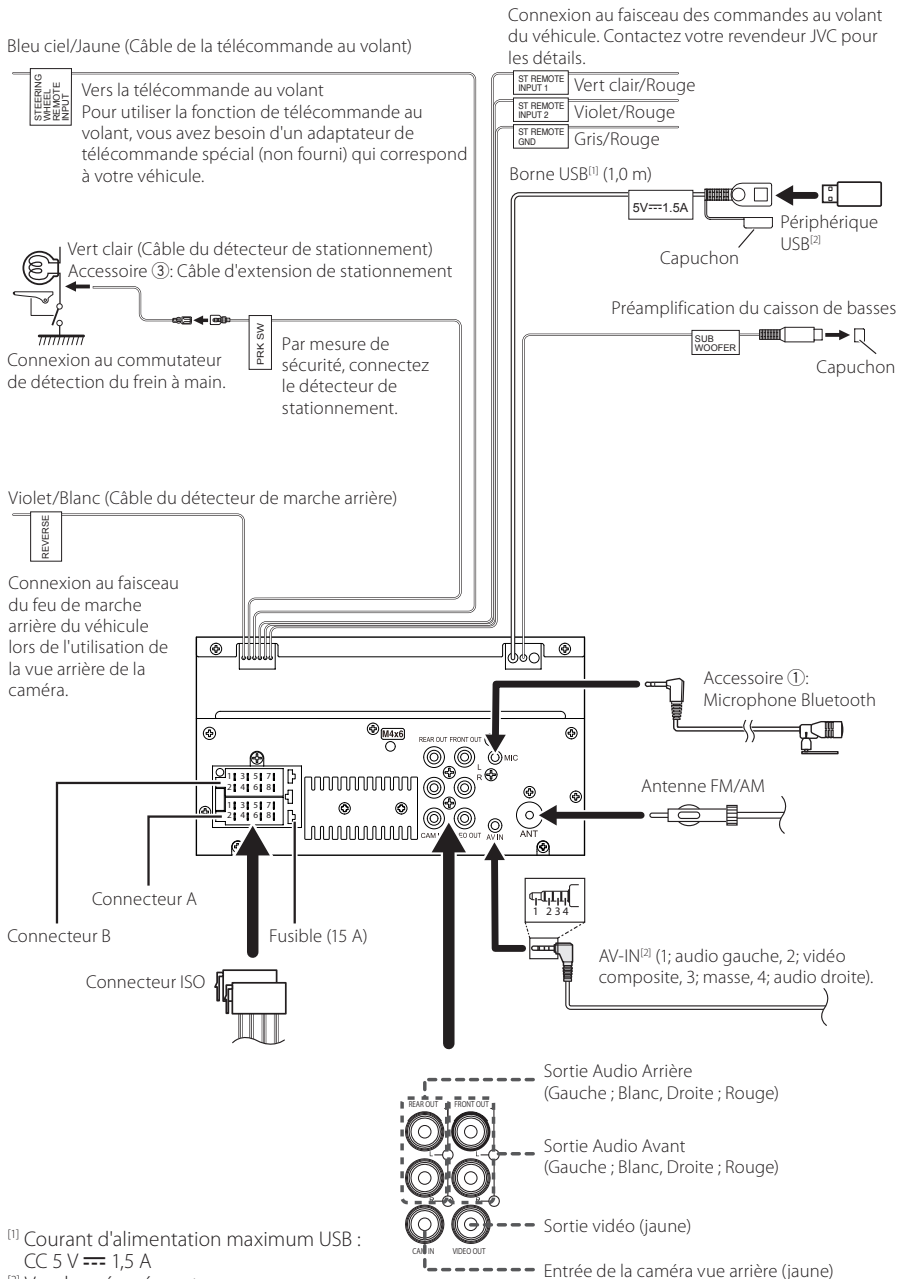 Connexion au faisceau des commandes au volant
du véhicule. Contactez votre revendeur JVC pour
les détails.
Bleu ciel/Jaune (Câble de la télécommande au volant)
STEERING
WHEEL
REMOTE
INPUT
Vers la télécommande au volant
Pour utiliser la fonction de télécommande au
volant, vous avez besoin d'un adaptateur de
télécommande spécial (non fourni) qui correspond
à votre véhicule.
ST REMOTE
INPUT 1
Vert clair/Rouge
ST REMOTE
INPUT 2
Violet/Rouge
ST REMOTE
GND
Gris/Rouge
Borne USB[1] (1,0 m)
5V⎓1.5A
Périphérique
USB[2]
Capuchon
Vert clair (Câble du détecteur de stationnement)
Accessoire ③: Câble d'extension de stationnement
PRK SW
Par mesure de
sécurité, connectez
le détecteur de
stationnement.
Connexion au commutateur
de détection du frein à main.
Préamplification du caisson de basses
SUB
WOOFER
Capuchon
Violet/Blanc (Câble du détecteur de marche arrière)
REVERSE
Connexion au faisceau
du feu de marche
arrière du véhicule
lors de l'utilisation de
la vue arrière de la
caméra.
Accessoire ①:
Microphone Bluetooth
M4x6
REAR OUT FRONT OUT
MIC
L
R
1 3 5 7
2 4 6 8
1 3 5 7
2 4 6 8
AV IN
ANT
Antenne FM/AM
Connecteur A
Connecteur B
Fusible (15 A)
Connecteur ISO
1 2 3 4
AV-IN[2] (1; audio gauche, 2; vidéo
composite, 3; masse, 4; audio droite).
Sortie Audio Arrière
(Gauche ; Blanc, Droite ; Rouge)
REAR OUT FRONT OUT
L L
R R
Sortie Audio Avant
(Gauche ; Blanc, Droite ; Rouge)
Sortie vidéo (jaune)
CAM IN VIDEO OUT
Entrée de la caméra vue arrière (jaune)
[1] Courant d'alimentation maximum USB :
CC 5 V ⎓ 1,5 A